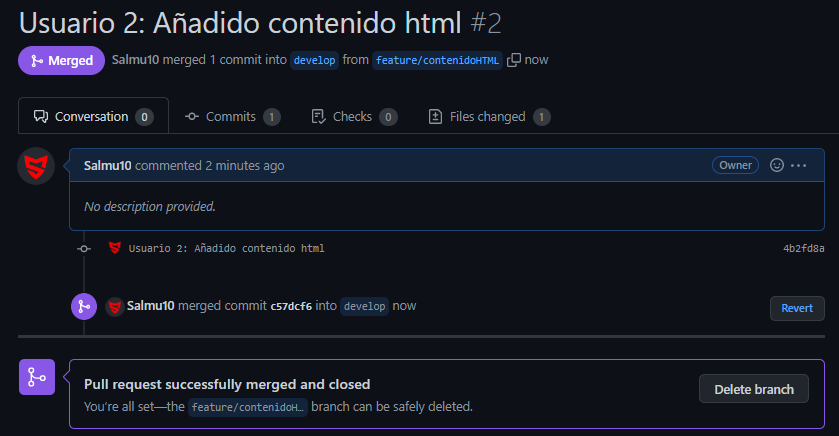 Usuario 2: Añadido contenido html #2
Merged Salmu10 merged 1 commit into develop from feature/contenidoHTML now
Conversation 0 Commits 1 Checks 0 Files changed 1
Salmu10 commented 2 minutes ago Owner
No description provided.
Usuario 2: Añadido contenido html 4b2fd8a
Salmu10 merged commit c57dcf6 into develop now Revert
Pull request successfully merged and closed
You're all set—the feature/contenidoH… branch can be safely deleted.
Delete branch